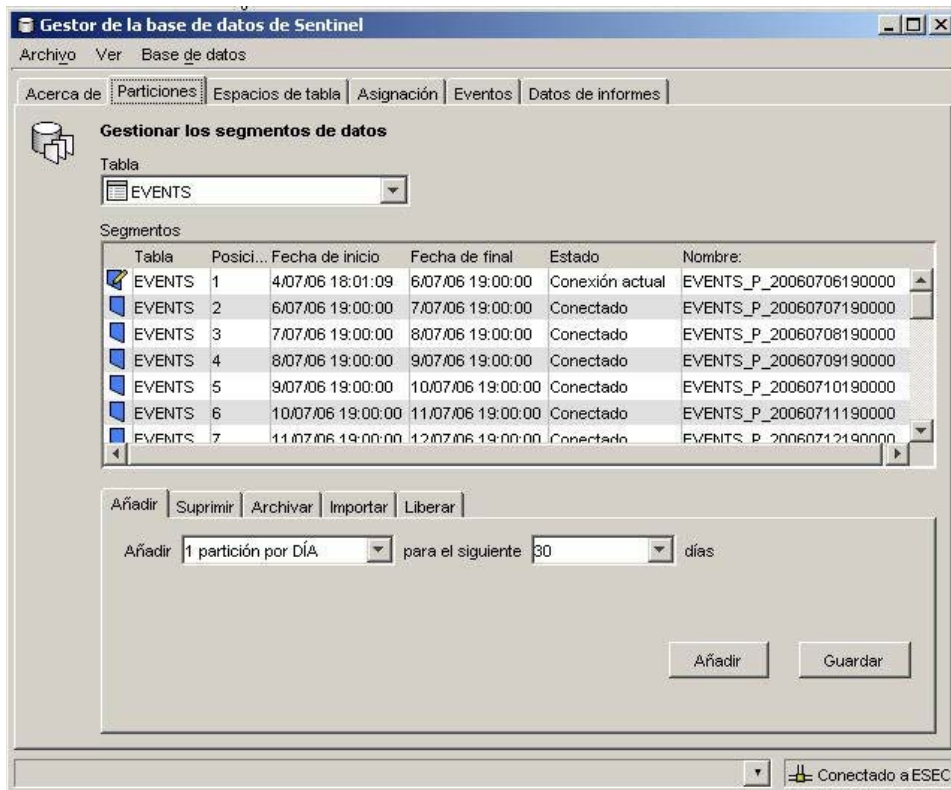 Gestor de la base de datos de Sentinel
Archivo Ver Base de datos
Acerca de Particiones Espacios de tabla Asignación Eventos Datos de informes
Gestionar los segmentos de datos
Tabla
EVENTS
Segmentos
Tabla Posici... Fecha de inicio Fecha de final Estado Nombre:
EVENTS 1 4/07/06 18:01:09 6/07/06 19:00:00 Conexión actual EVENTS_P_20060706190000
EVENTS 2 6/07/06 19:00:00 7/07/06 19:00:00 Conectado EVENTS_P_20060707190000
EVENTS 3 7/07/06 19:00:00 8/07/06 19:00:00 Conectado EVENTS_P_20060708190000
EVENTS 4 8/07/06 19:00:00 9/07/06 19:00:00 Conectado EVENTS_P_20060709190000
EVENTS 5 9/07/06 19:00:00 10/07/06 19:00:00 Conectado EVENTS_P_20060710190000
EVENTS 6 10/07/06 19:00:00 11/07/06 19:00:00 Conectado EVENTS_P_20060711190000
EVENTS 7 11/07/06 19:00:00 12/07/06 19:00:00 Conectado EVENTS_P_20060712190000
Añadir Suprimir Archivar Importar Liberar
Añadir 1 partición por DÍA para el siguiente 30 días
Añadir Guardar
Conectado a ESEC